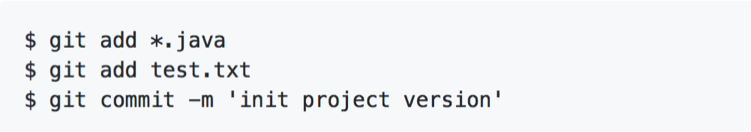 $ git add *.java
$ git add test.txt
$ git commit -m 'init project version'